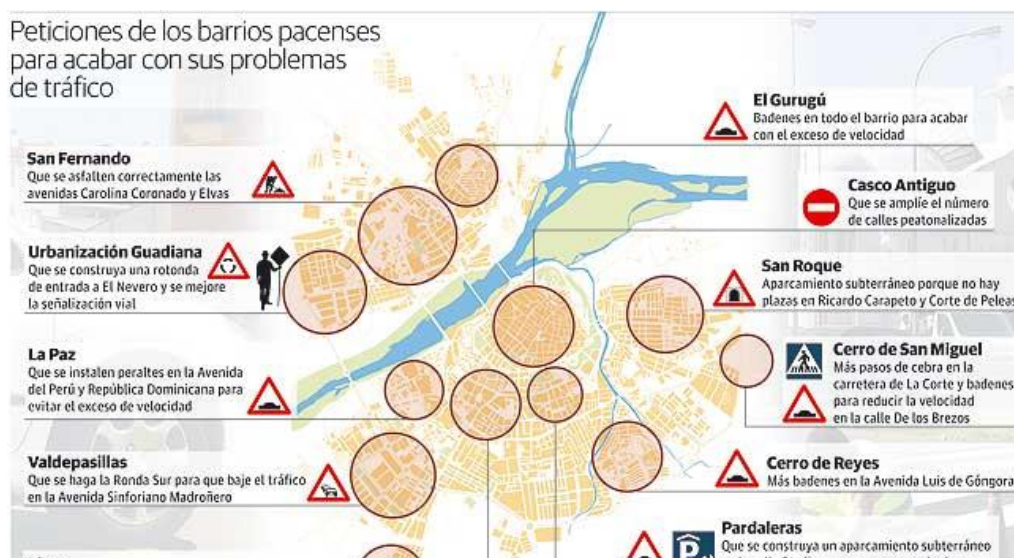 Peticiones de los barrios pacenses
para acabar con sus problemas
de tráfico
El Gurugú
Badenes en todo el barrio para acabar
con el exceso de velocidad
San Fernando
Que se asfalten correctamente las
avenidas Carolina Coronado y Elvas
Casco Antiguo
Que se amplíe el número
de calles peatonalizadas
Urbanización Guadiana
Que se construya una rotonda
de entrada a El Nevero y se mejore
la señalización vial
San Roque
Aparcamiento subterráneo porque no hay
plazas en Ricardo Carapeto y Corte de Peleas
La Paz
Que se instalen peraltes en la Avenida
del Perú y República Dominicana para
evitar el exceso de velocidad
Cerro de San Miguel
Más pasos de cebra en la
carretera de La Corte y badenes
para reducir la velocidad
en la calle De los Brezos
Valdepasillas
Que se haga la Ronda Sur para que baje el tráfico
en la Avenida Sinforiano Madroñero
Cerro de Reyes
Más badenes en la Avenida Luis de Góngora
Pardaleras
Que se construya un aparcamiento subterráneo
P